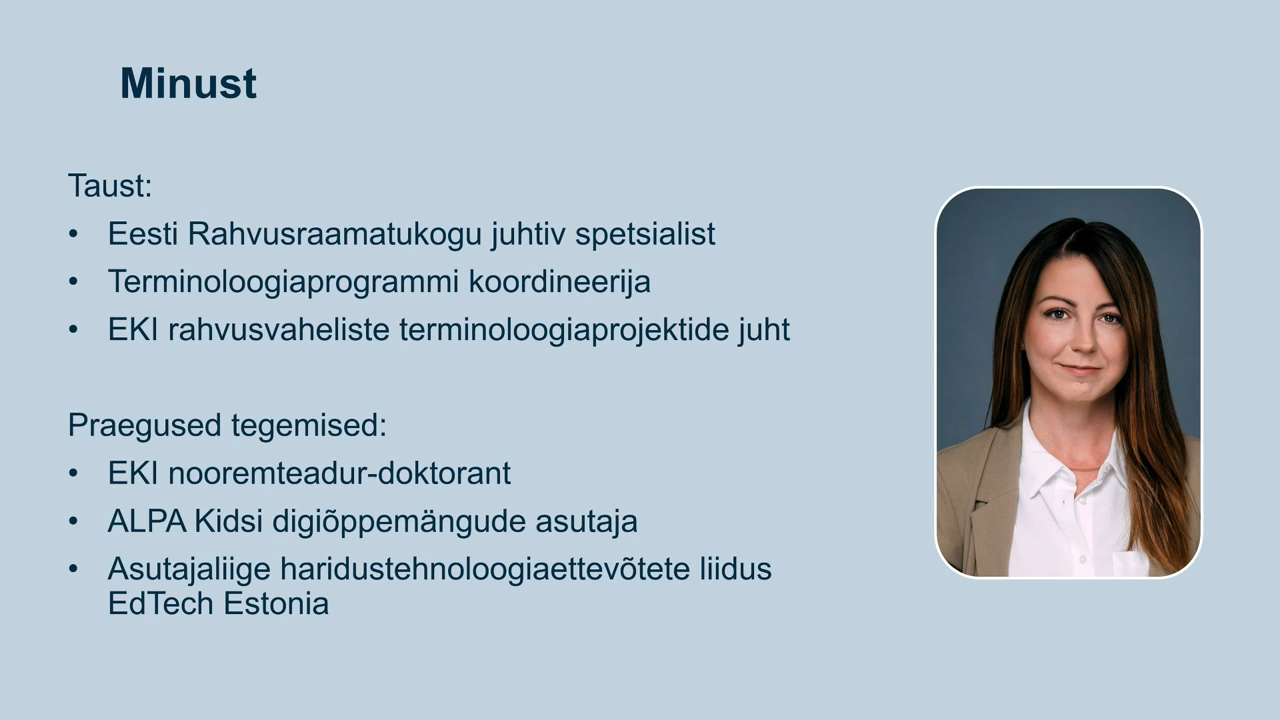 Minust
Taust:
• Eesti Rahvusraamatukogu juhtiv spetsialist
• Terminoloogiaprogrammi koordineerija
• EKI rahvusvaheliste terminoloogiaprojektide juht
Praegused tegemised:
• EKI nooremteadur-doktorant
• ALPA Kidsi digiõppemängude asutaja
• Asutajaliige haridustehnoloogiaettevõtete liidus
EdTech Estonia